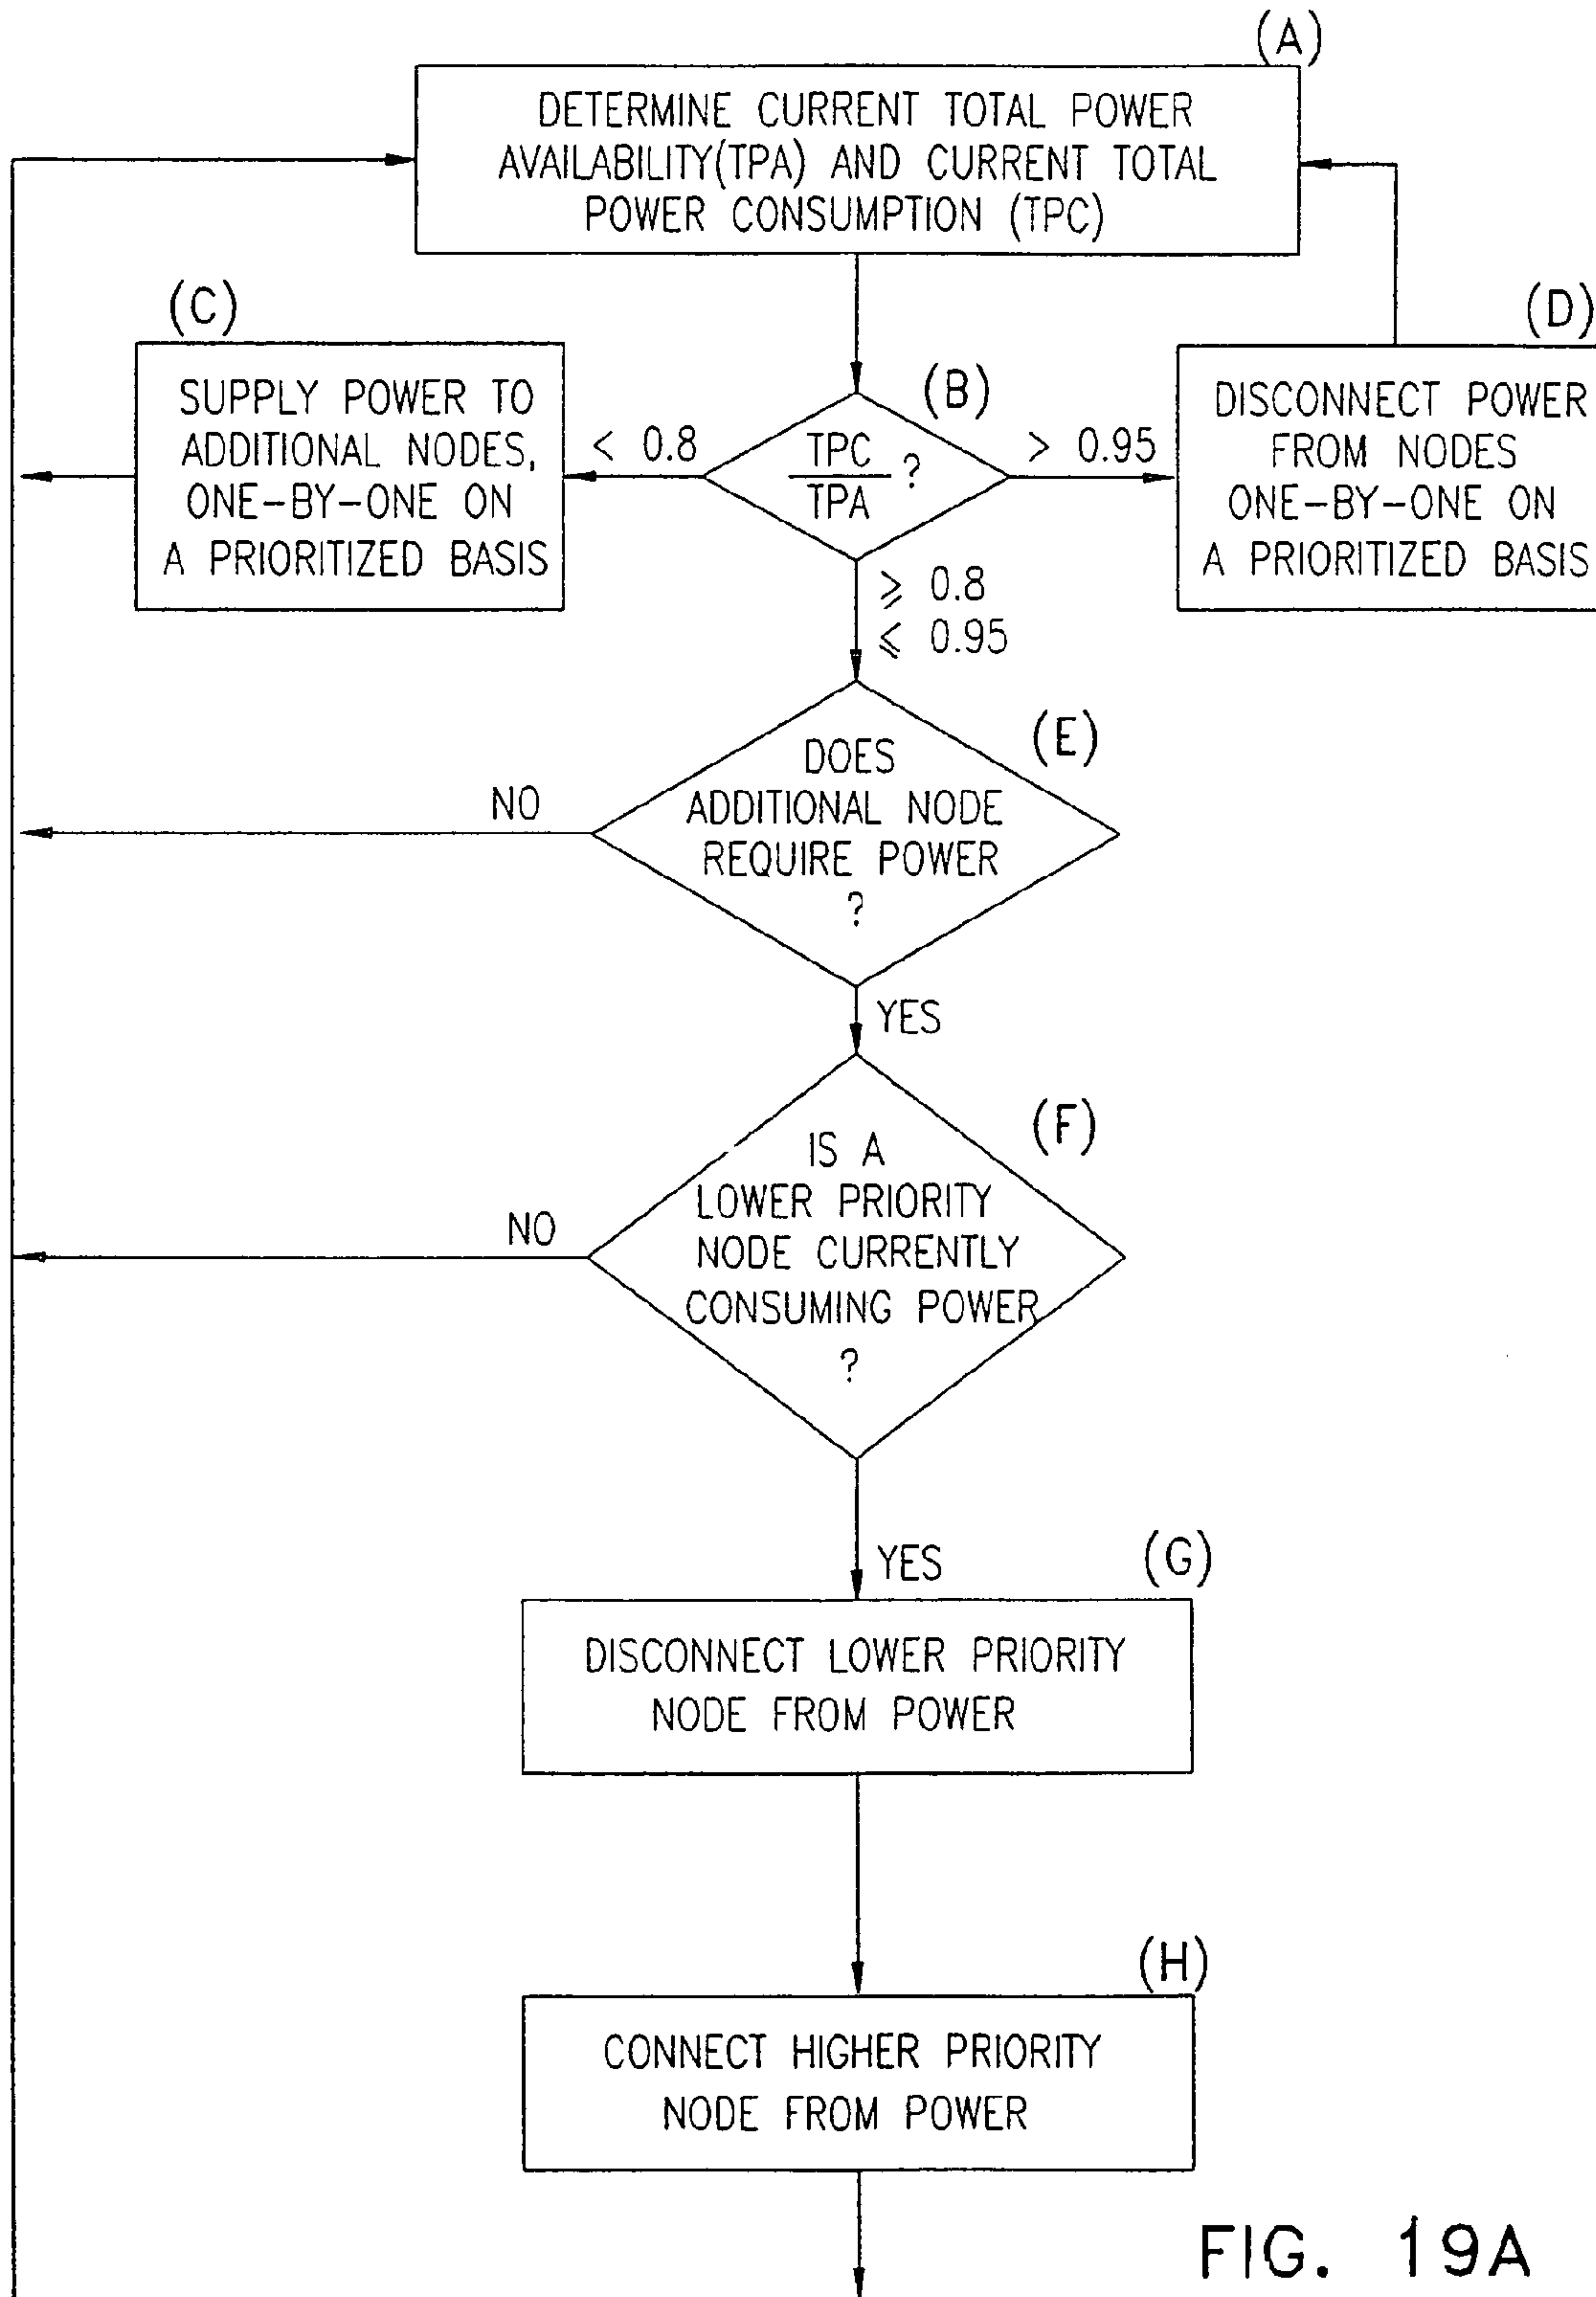 (A)
DETERMINE CURRENT TOTAL POWER
AVAILABILITY(TPA) AND CURRENT TOTAL
POWER CONSUMPTION (TPC)
(C)
SUPPLY POWER TO
ADDITIONAL NODES,
ONE-BY-ONE ON
A PRIORITIZED BASIS
< 0.8
(B)
TPC
TPA
?
> 0.95
(D)
DISCONNECT POWER
FROM NODES
ONE-BY-ONE ON
A PRIORITIZED BASIS
⩾ 0.8
⩽ 0.95
(E)
DOES
ADDITIONAL NODE
REQUIRE POWER
?
NO
YES
(F)
IS A
LOWER PRIORITY
NODE CURRENTLY
CONSUMING POWER
?
NO
YES
(G)
DISCONNECT LOWER PRIORITY
NODE FROM POWER
(H)
CONNECT HIGHER PRIORITY
NODE FROM POWER
FIG. 19A